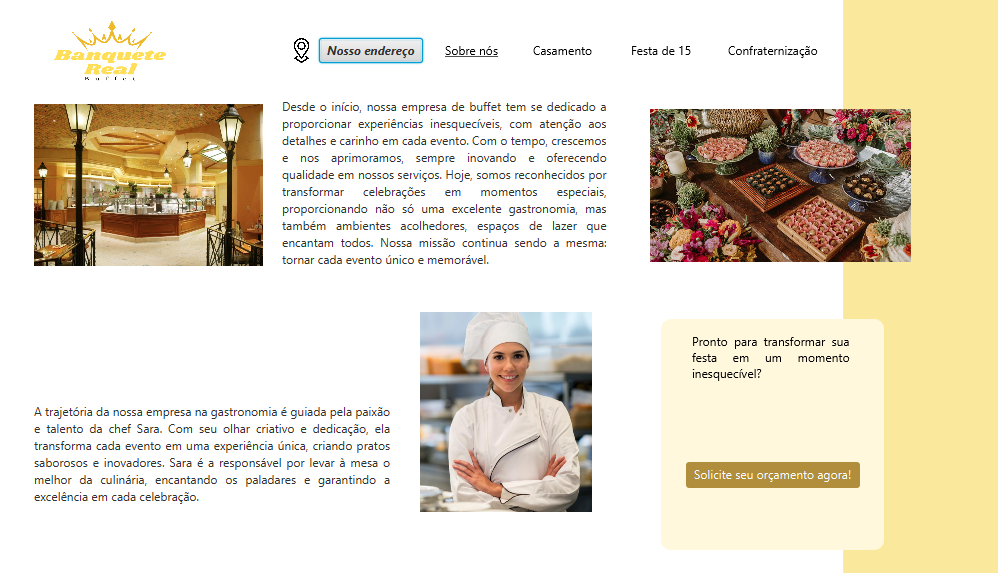 Banquete
Real
Buffet
Nosso endereço
Sobre nós
Casamento
Festa de 15
Confraternização
Desde o início, nossa empresa de buffet tem se dedicado a
proporcionar experiências inesquecíveis, com atenção aos
detalhes e carinho em cada evento. Com o tempo, crescemos
e nos aprimoramos, sempre inovando e oferecendo
qualidade em nossos serviços. Hoje, somos reconhecidos por
transformar celebrações em momentos especiais,
proporcionando não só uma excelente gastronomia, mas
também ambientes acolhedores, espaços de lazer que
encantam todos. Nossa missão continua sendo a mesma:
tornar cada evento único e memorável.
A trajetória da nossa empresa na gastronomia é guiada pela paixão
e talento da chef Sara. Com seu olhar criativo e dedicação, ela
transforma cada evento em uma experiência única, criando pratos
saborosos e inovadores. Sara é a responsável por levar à mesa o
melhor da culinária, encantando os paladares e garantindo a
excelência em cada celebração.
Pronto para transformar sua
festa em um momento
inesquecível?
Solicite seu orçamento agora!